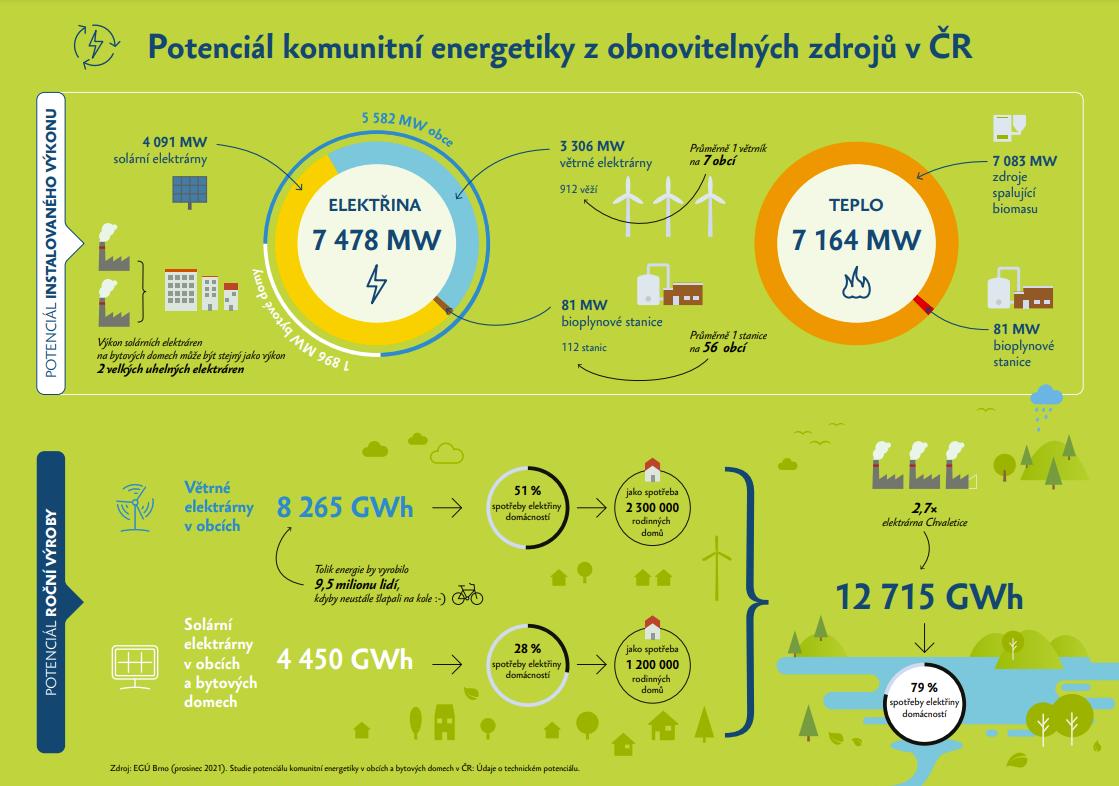 Potenciál komunitní energetiky z obnovitelných zdrojů v ČR
POTENCIÁL INSTALOVANÉHO VÝKONU
4 091 MW
solární elektrárny
5 582 MW obce
1 896 MW bytové domy
ELEKTŘINA
7 478 MW
Výkon solárních elektráren
na bytových domech může být stejný jako výkon
2 velkých uhelných elektráren
3 306 MW
větrné elektrárny
912 věží
Průměrně 1 větrník
na 7 obcí
81 MW
bioplynové stanice
112 stanic
Průměrně 1 stanice
na 56 obcí
TEPLO
7 164 MW
7 083 MW
zdroje
spalující
biomasu
81 MW
bioplynové
stanice
POTENCIÁL ROČNÍ VÝROBY
Větrné
elektrárny
v obcích
8 265 GWh
51 %
spotřeby elektřiny
domácností
jako spotřeba
2 300 000
rodinných
domů
Tolik energie by vyrobilo
9,5 milionu lidí,
kdyby neustále šlapali na kole :-)
Solární
elektrárny
v obcích
a bytových
domech
4 450 GWh
28 %
spotřeby elektřiny
domácností
jako spotřeba
1 200 000
rodinných
domů
2,7x
elektrárna Chvaletice
12 715 GWh
79 %
spotřeby elektřiny
domácností
Zdroj: EGÚ Brno (prosinec 2021). Studie potenciálu komunitní energetiky v obcích a bytových domech v ČR: Údaje o technickém potenciálu.